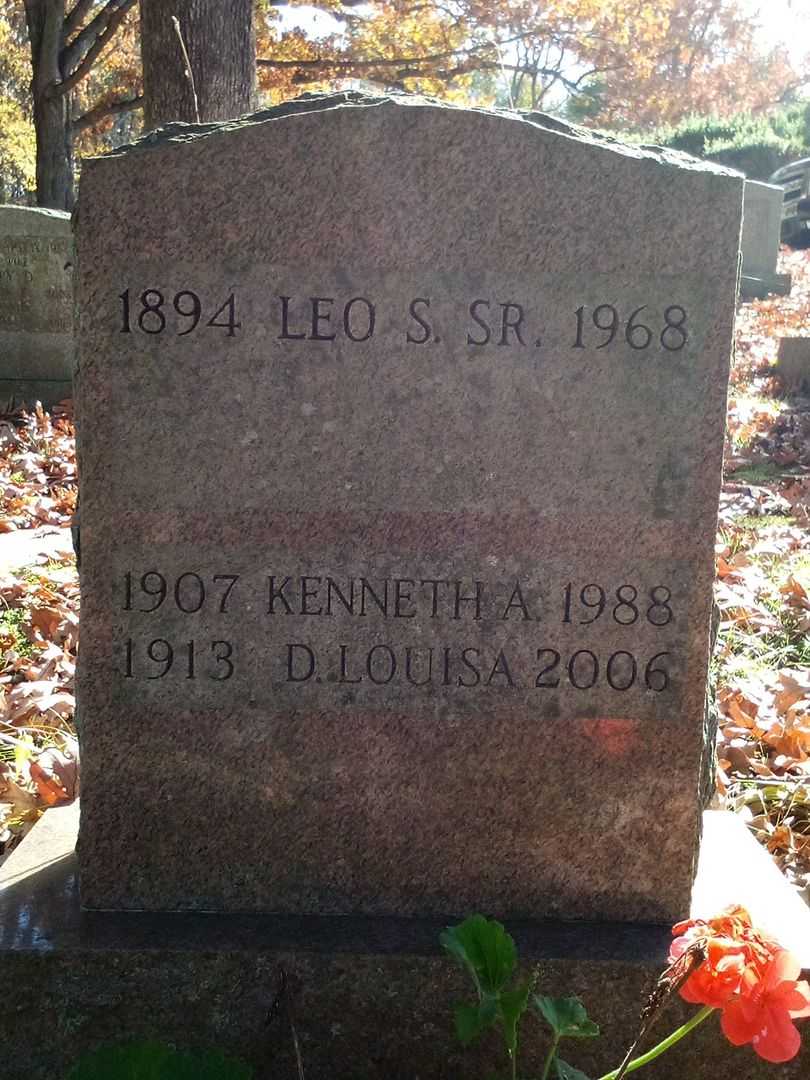 1894 LEO S. SR. 1968
1907 KENNETH A. 1988
1913 D. LOUISA 2006